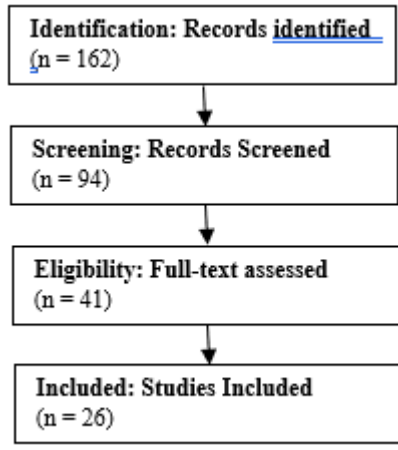 Identification: Records identified
(n = 162)
Screening: Records Screened
(n = 94)
Eligibility: Full-text assessed
(n = 41)
Included: Studies Included
(n = 26)